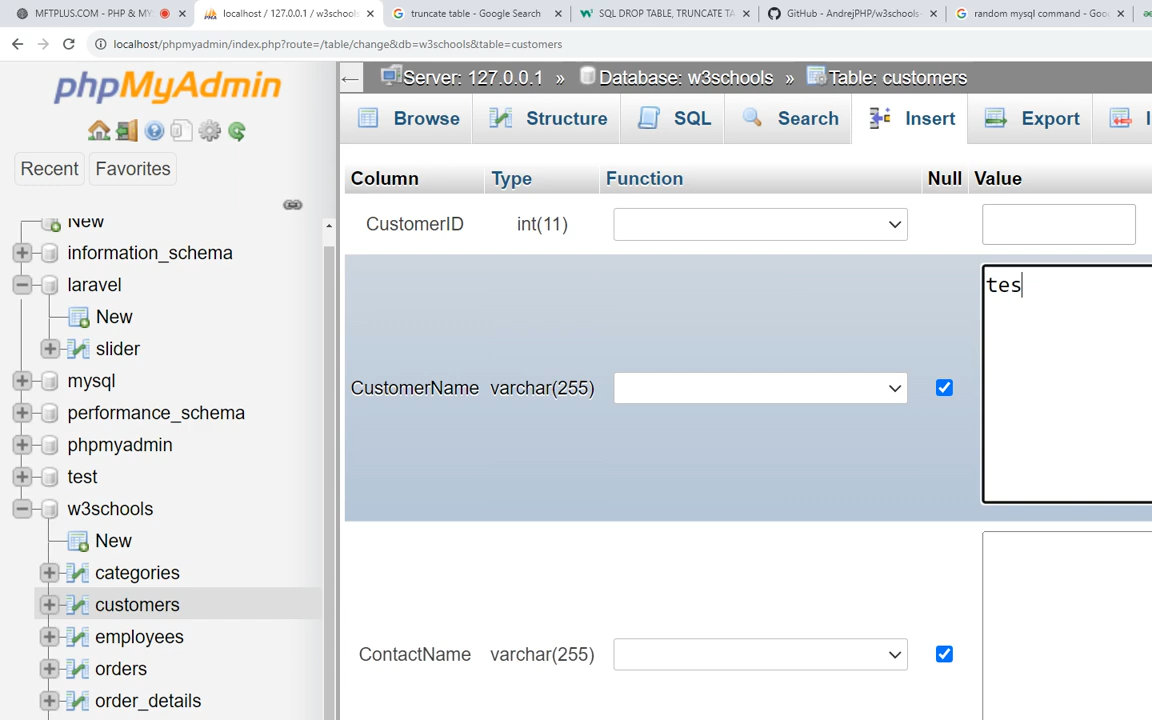 MFTPLUS.COM - PHP & MY
localhost / 127.0.0.1 / w3schools
truncate table - Google Search
SQL DROP TABLE, TRUNCATE TA
GitHub - AndrejPHP/w3schools-
random mysql command - Goog
localhost/phpmyadmin/index.php?route=/table/change&db=w3schools&table=customers
phpMyAdmin
Server: 127.0.0.1 » Database: w3schools » Table: customers
Browse
Structure
SQL
Search
Insert
Export
I
Recent
Favorites
Column Type Function Null Value
New
information_schema
laravel
New
slider
mysql
performance_schema
phpmyadmin
test
w3schools
New
categories
customers
employees
orders
order_details
CustomerID int(11)
CustomerName varchar(255) tes
ContactName varchar(255)